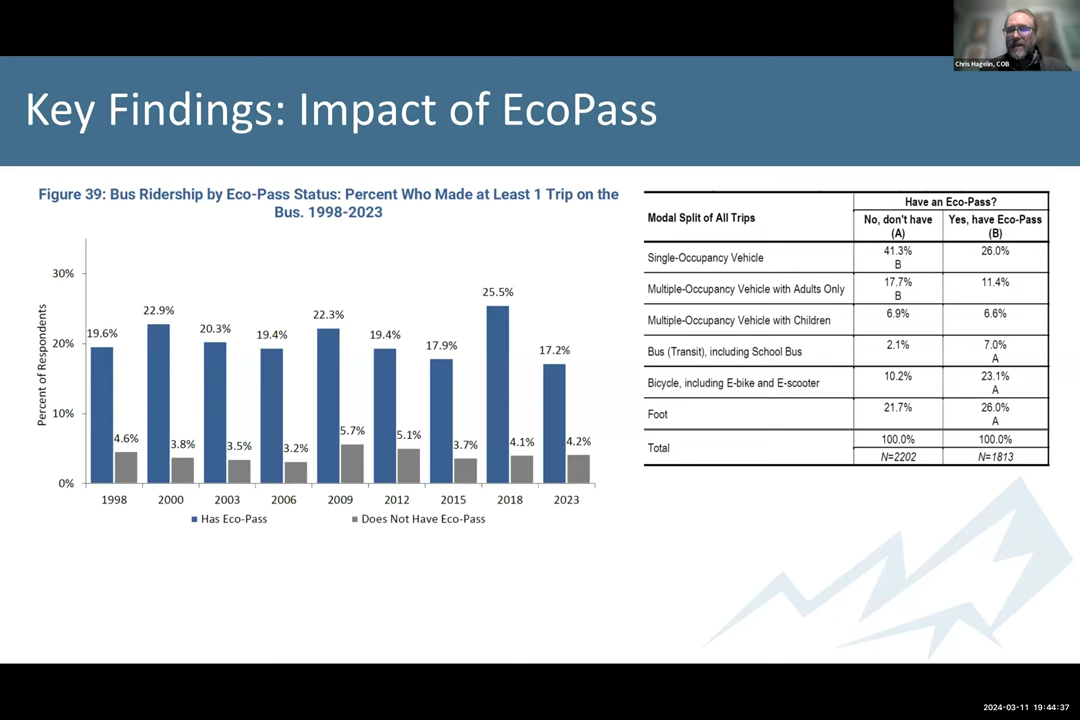 Chris Hagelin, COB
Key Findings: Impact of EcoPass
Figure 39: Bus Ridership by Eco-Pass Status: Percent Who Made at Least 1 Trip on the
Bus. 1998-2023
Percent of Respondents
30%
20%
10%
0%
19.6%
4.6%
22.9%
3.8%
20.3%
3.5%
19.4%
3.2%
22.3%
5.7%
19.4%
5.1%
17.9%
3.7%
25.5%
4.1%
17.2%
4.2%
1998 2000 2003 2006 2009 2012 2015 2018 2023
Has Eco-Pass Does Not Have Eco-Pass
Modal Split of All Trips
Have an Eco-Pass?
No, don't have
(A)
Yes, have Eco-Pass
(B)
Single-Occupancy Vehicle 41.3% 26.0%
B
Multiple-Occupancy Vehicle with Adults Only 17.7% 11.4%
B
Multiple-Occupancy Vehicle with Children 6.9% 6.6%
Bus (Transit), including School Bus 2.1% 7.0%
A
Bicycle, including E-bike and E-scooter 10.2% 23.1%
A
Foot 21.7% 26.0%
A
Total 100.0% 100.0%
N=2202 N=1813
2024-03-11 19:44:37